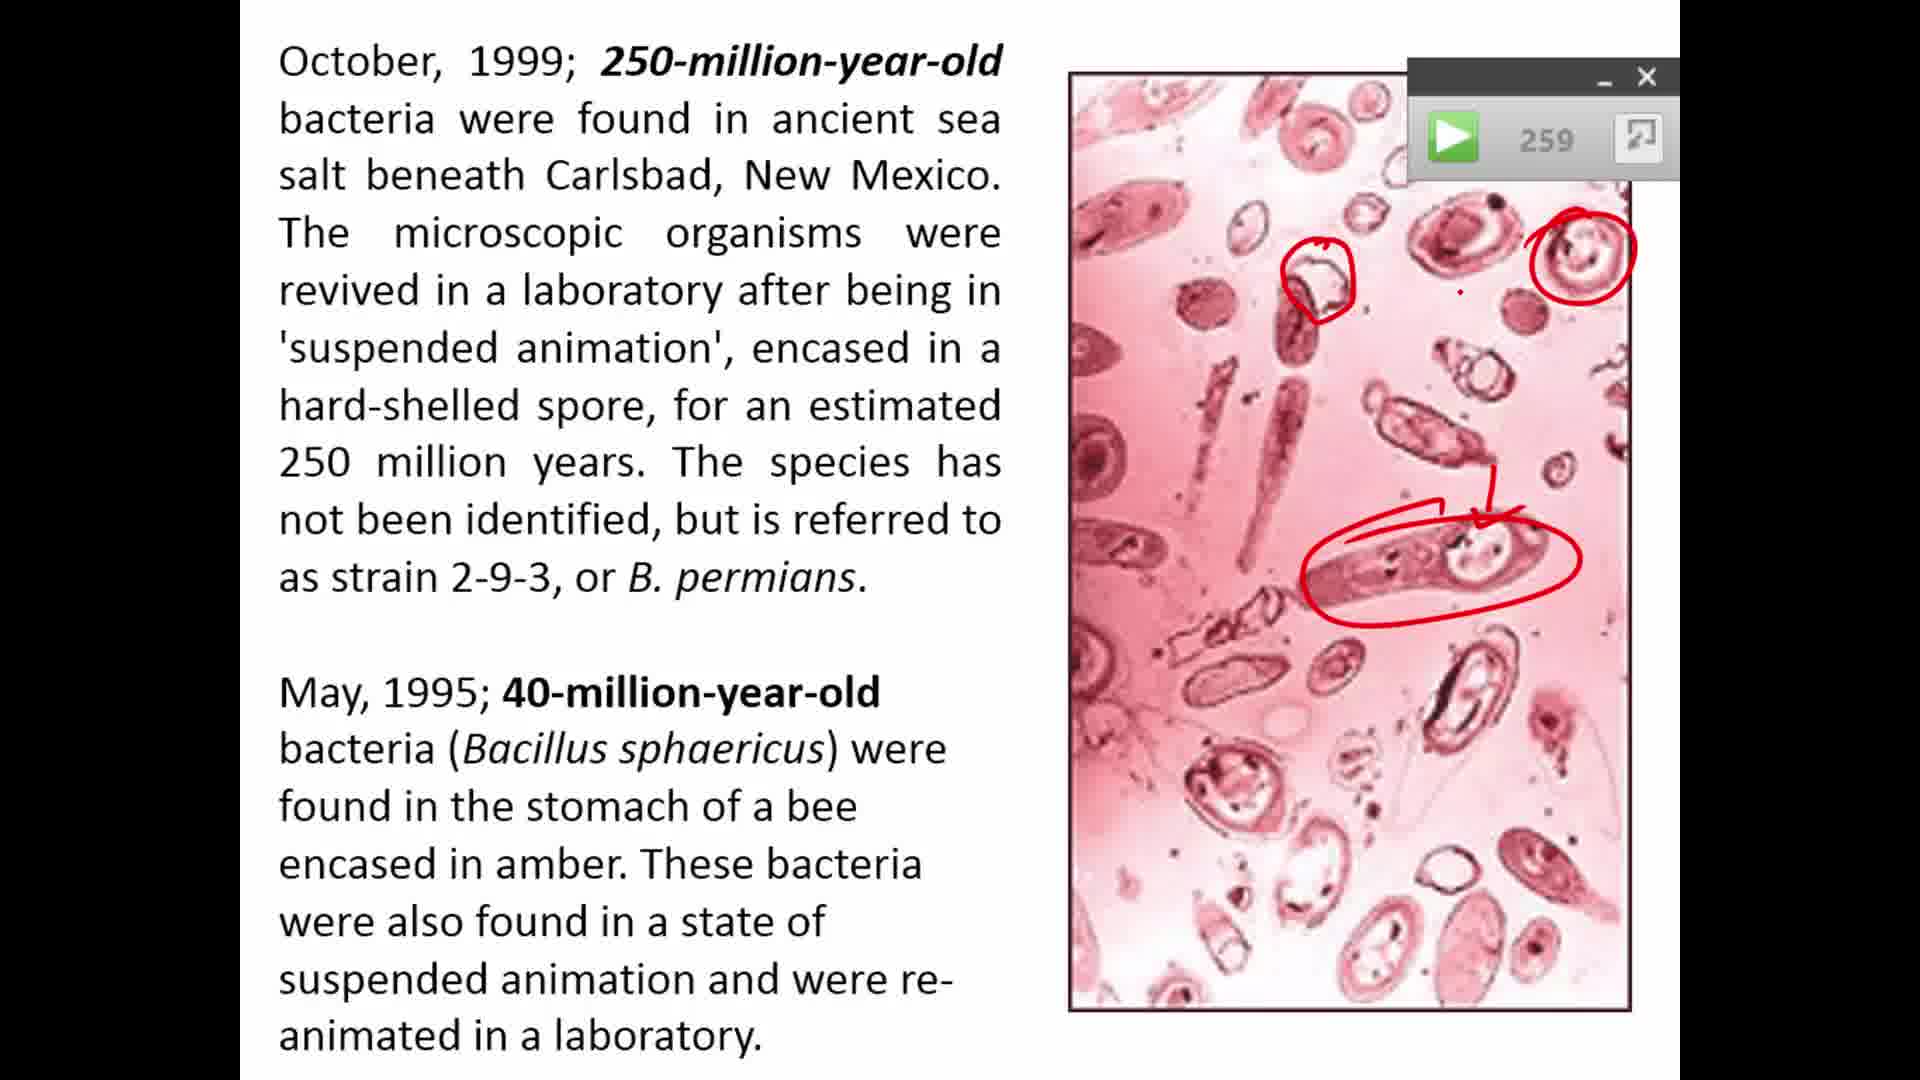 October, 1999; 250-million-year-old
bacteria were found in ancient sea
salt beneath Carlsbad, New Mexico.
The microscopic organisms were
revived in a laboratory after being in
'suspended animation', encased in a
hard-shelled spore, for an estimated
250 million years. The species has
not been identified, but is referred to
as strain 2-9-3, or B. permians.
May, 1995; 40-million-year-old
bacteria (Bacillus sphaericus) were
found in the stomach of a bee
encased in amber. These bacteria
were also found in a state of
suspended animation and were re-
animated in a laboratory.
259